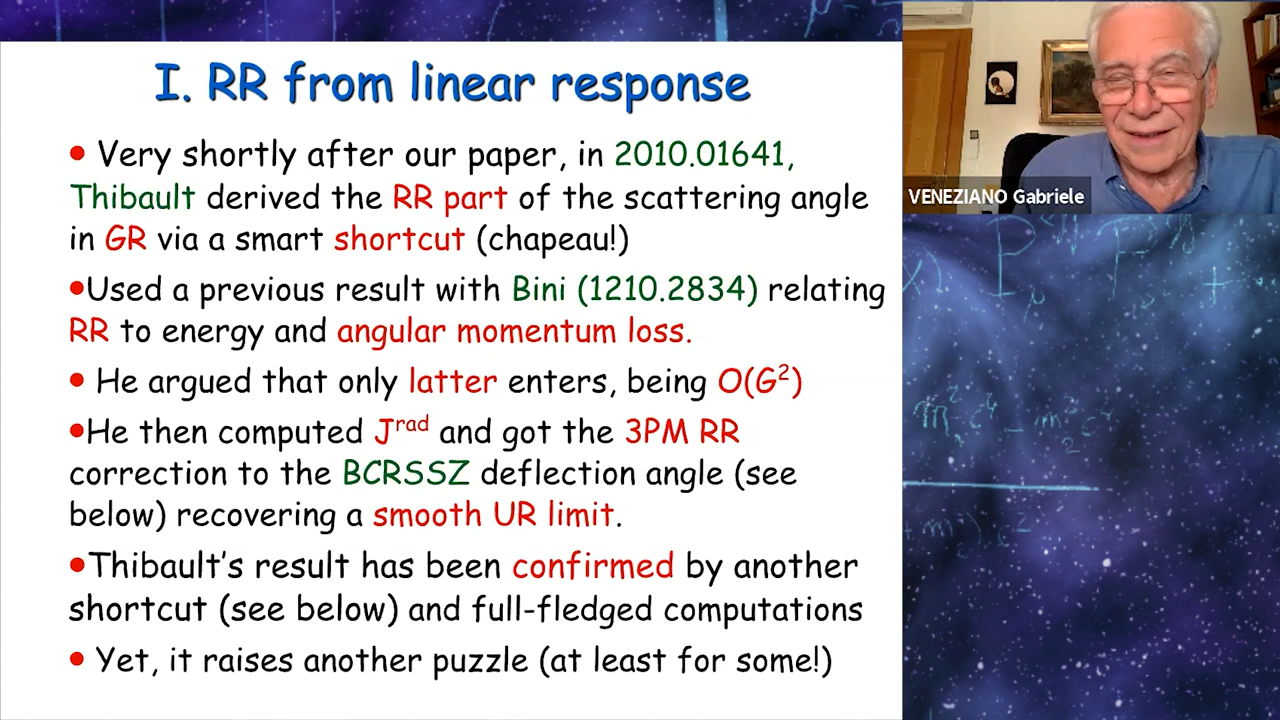 I. RR from linear response
• Very shortly after our paper, in 2010.01641,
Thibault derived the RR part of the scattering angle
in GR via a smart shortcut (chapeau!)
•Used a previous result with Bini (1210.2834) relating
RR to energy and angular momentum loss.
• He argued that only latter enters, being O(G²)
•He then computed Jʳᵃᵈ and got the 3PM RR
correction to the BCRSSZ deflection angle (see
below) recovering a smooth UR limit.
•Thibault's result has been confirmed by another
shortcut (see below) and full-fledged computations
• Yet, it raises another puzzle (at least for some!)
VENEZIANO Gabriele